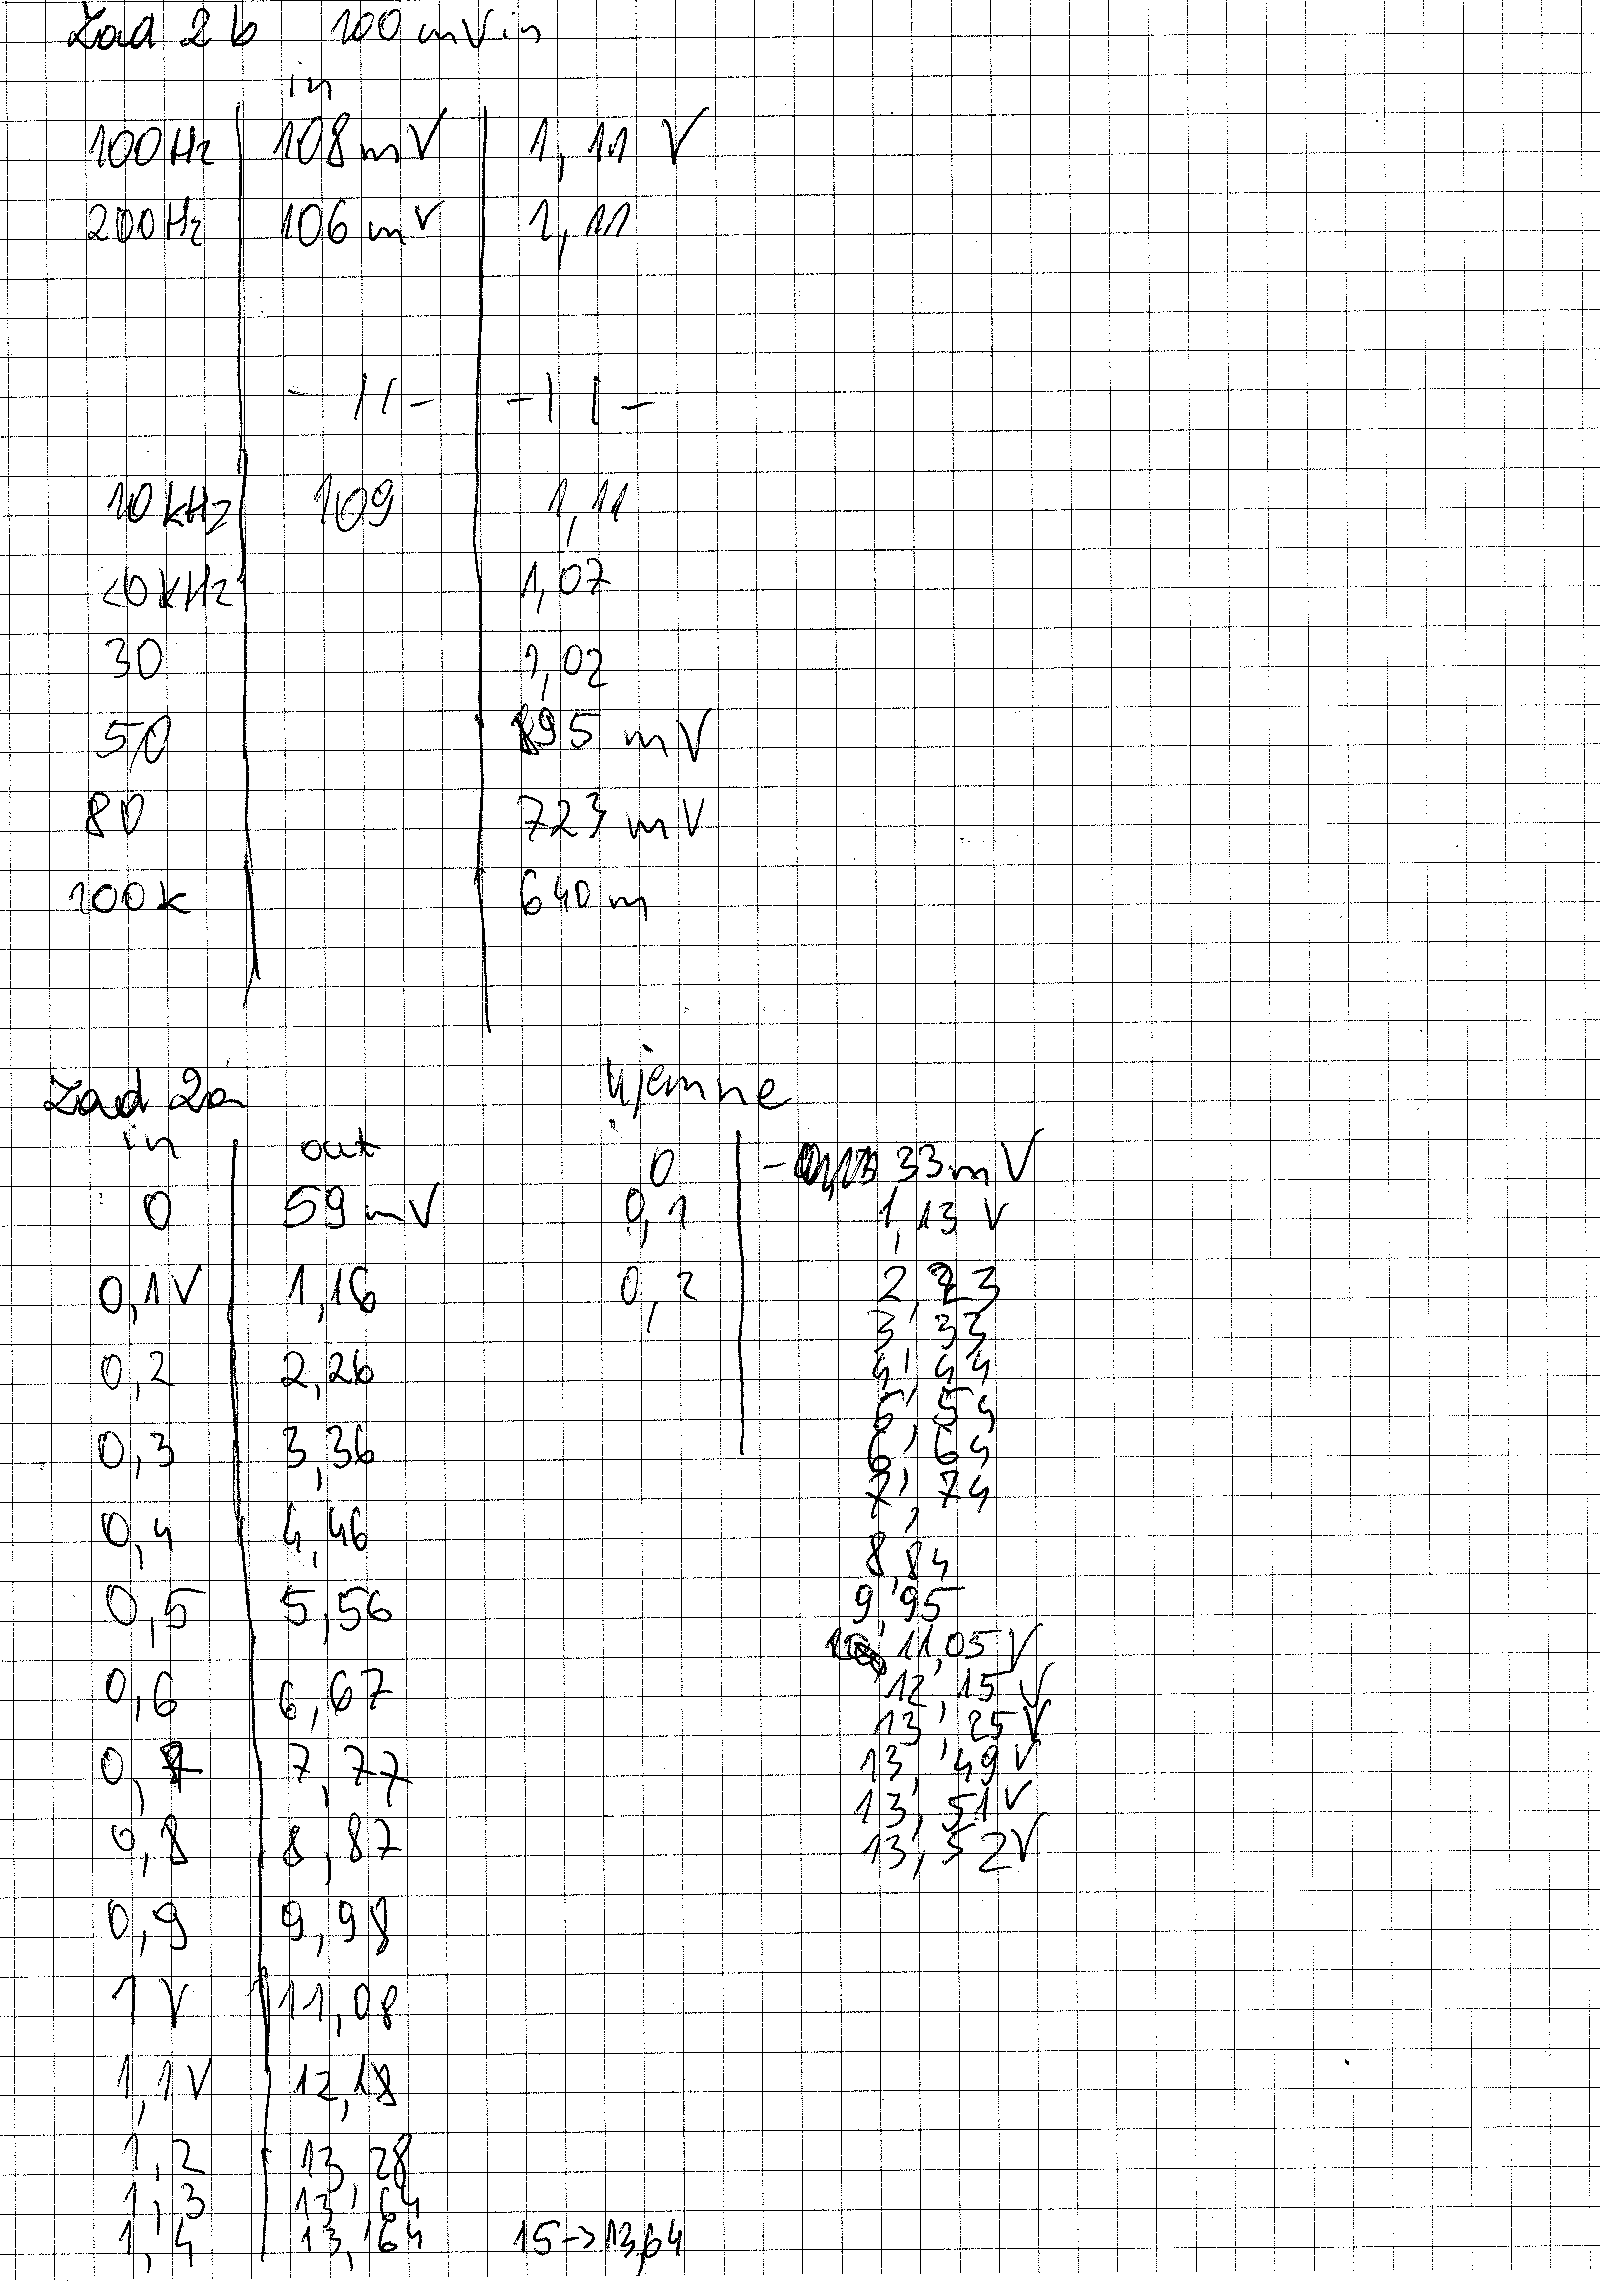 Zad 2b 100 mV in
in
100 Hz 108 mV 1,11 V
200 Hz 106 mV 1,11
-11- -11-
10 kHz 109 1,11
20 kHz 1,07
30 1,02
50 895 mV
80 723 mV
100k 640 m
Zad 2a
in out
0 59 mV
0,1 V 1,16
0,2 2,26
0,3 3,36
0,4 4,46
0,5 5,56
0,6 6,67
0,7 7,77
0,8 8,87
0,9 9,98
1 V 11,08
1,1 V 12,18
1,2 13,28
1,3 13,64
1,4 13,64 15->13,64
ujemne
0 - 33 mV
0,1 1,13 V
0,2 2,23
3,33
4,44
5,54
6,64
7,74
8,84
9,95
11,05 V
12,15 V
13,25 V
13,49 V
13,51 V
13,52 V